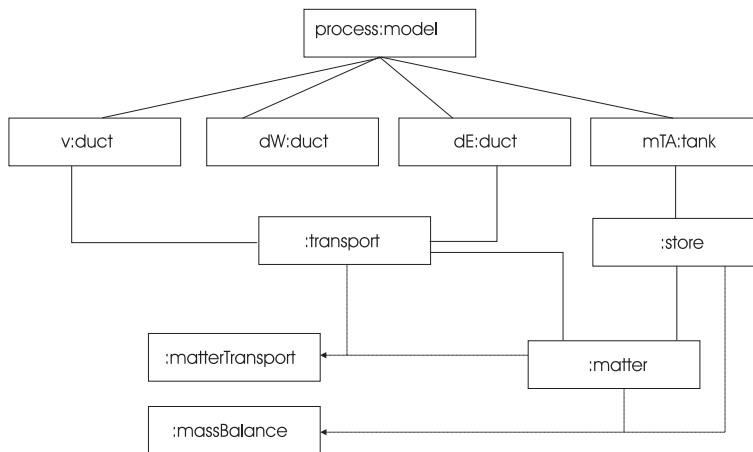 process:model
v:duct
dW:duct
dE:duct
mTA:tank
:transport
:store
:matterTransport
:matter
:massBalance